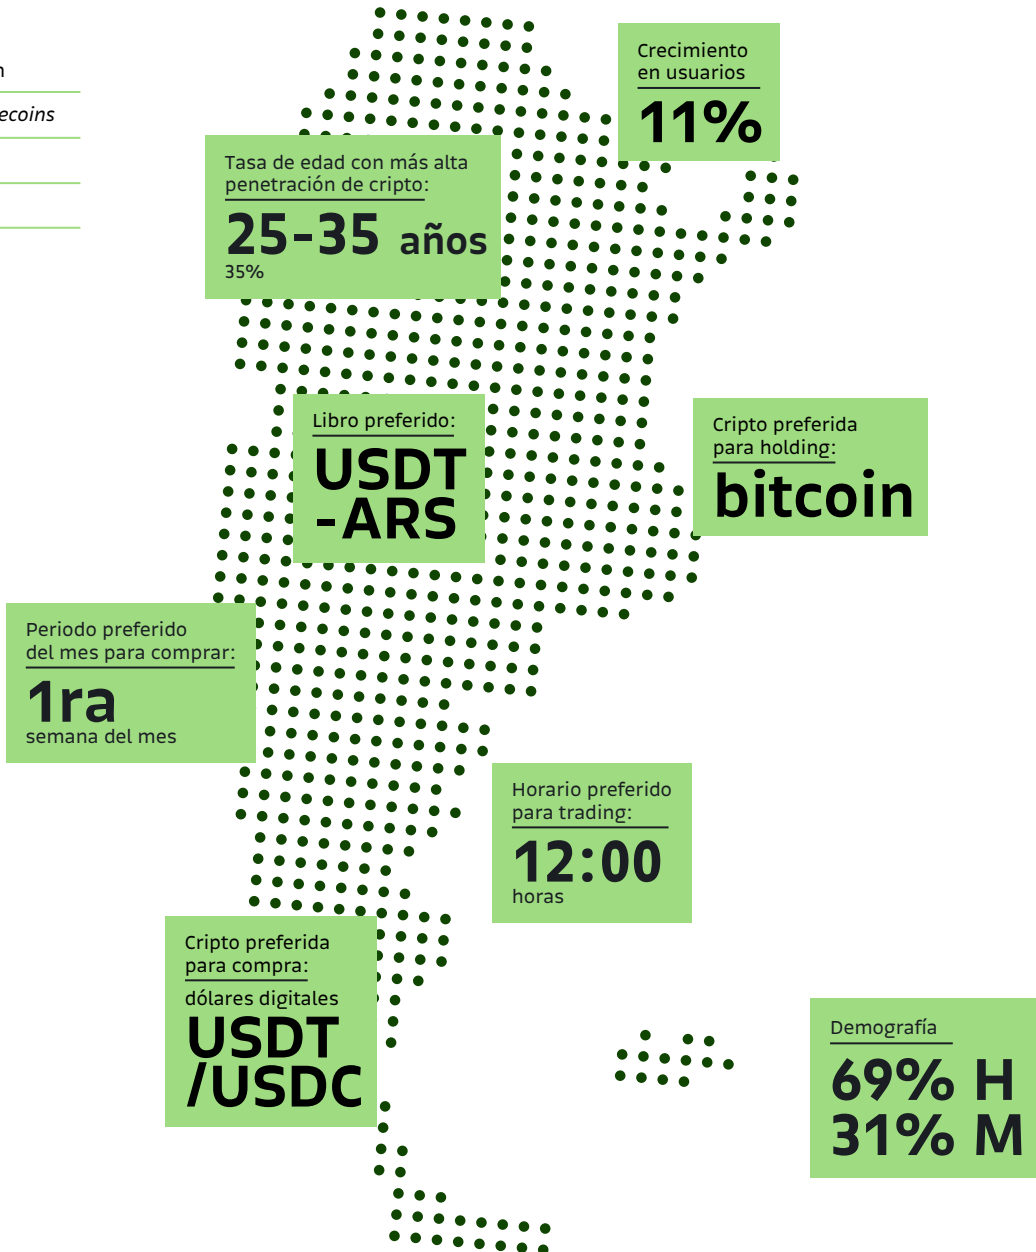 ecoins
Crecimiento
en usuarios
11%
Tasa de edad con más alta
penetración de cripto:
25-35 años
35%
Libro preferido:
USDT
-ARS
Cripto preferida
para holding:
bitcoin
Periodo preferido
del mes para comprar:
1ra
semana del mes
Horario preferido
para trading:
12:00
horas
Cripto preferida
para compra:
dólares digitales
USDT
/USDC
Demografía
69% H
31% M